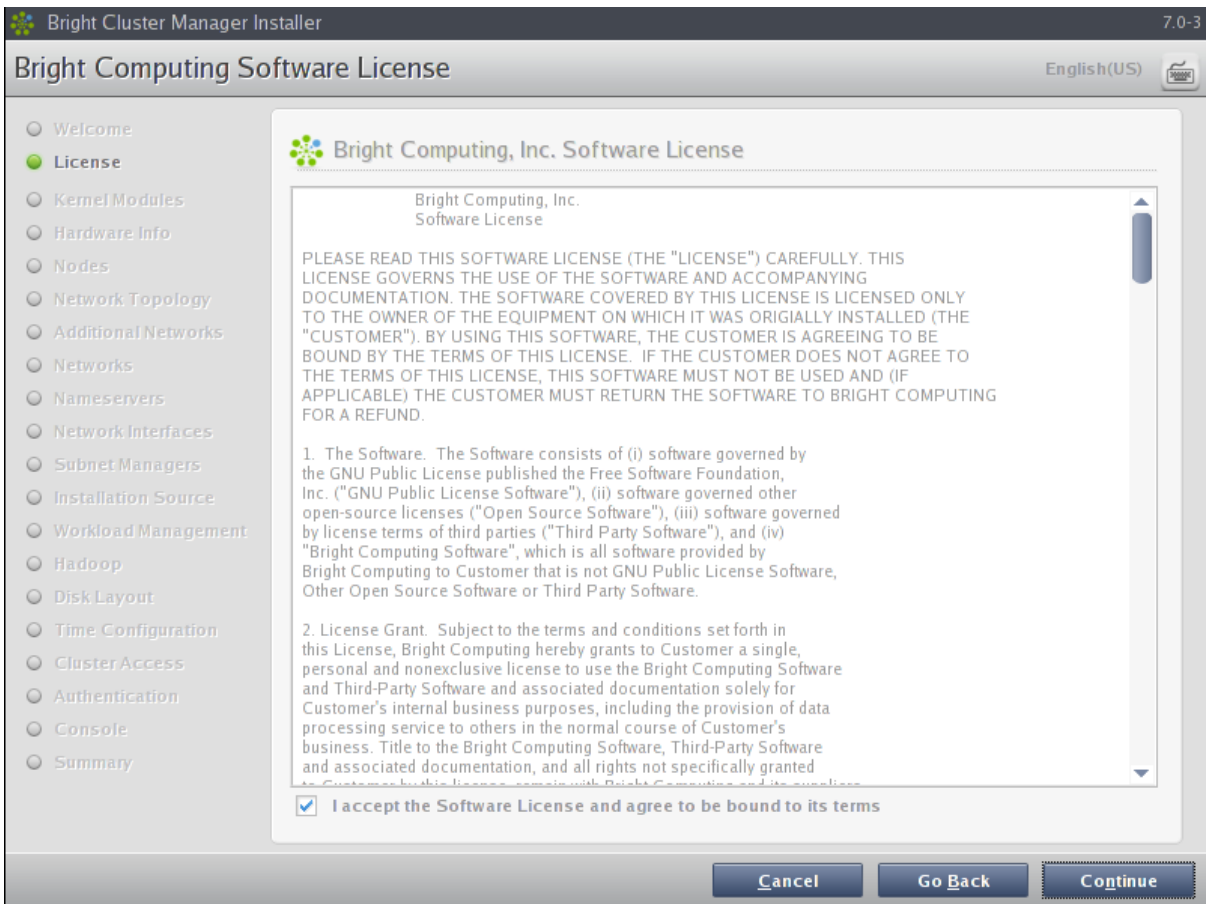 Bright Cluster Manager Installer
7.0-3
Bright Computing Software License
English(US)
Welcome
License
Kernel Modules
Hardware Info
Nodes
Network Topology
Additional Networks
Networks
Nameservers
Network Interfaces
Subnet Managers
Installation Source
Workload Management
Hadoop
Disk Layout
Time Configuration
Cluster Access
Authentication
Console
Summary
Bright Computing, Inc. Software License
Bright Computing, Inc.
Software License
PLEASE READ THIS SOFTWARE LICENSE (THE "LICENSE") CAREFULLY. THIS
LICENSE GOVERNS THE USE OF THE SOFTWARE AND ACCOMPANYING
DOCUMENTATION. THE SOFTWARE COVERED BY THIS LICENSE IS LICENSED ONLY
TO THE OWNER OF THE EQUIPMENT ON WHICH IT WAS ORIGIALLY INSTALLED (THE
"CUSTOMER"). BY USING THIS SOFTWARE, THE CUSTOMER IS AGREEING TO BE
BOUND BY THE TERMS OF THIS LICENSE. IF THE CUSTOMER DOES NOT AGREE TO
THE TERMS OF THIS LICENSE, THIS SOFTWARE MUST NOT BE USED AND (IF
APPLICABLE) THE CUSTOMER MUST RETURN THE SOFTWARE TO BRIGHT COMPUTING
FOR A REFUND.
1. The Software. The Software consists of (i) software governed by
the GNU Public License published the Free Software Foundation,
Inc. ("GNU Public License Software"), (ii) software governed other
open-source licenses ("Open Source Software"), (iii) software governed
by license terms of third parties ("Third Party Software"), and (iv)
"Bright Computing Software", which is all software provided by
Bright Computing to Customer that is not GNU Public License Software,
Other Open Source Software or Third Party Software.
2. License Grant. Subject to the terms and conditions set forth in
this License, Bright Computing hereby grants to Customer a single,
personal and nonexclusive license to use the Bright Computing Software
and Third-Party Software and associated documentation solely for
Customer's internal business purposes, including the provision of data
processing service to others in the normal course of Customer's
business. Title to the Bright Computing Software, Third-Party Software
and associated documentation, and all rights not specifically granted
to Customer by this license, remain with Bright Computing and its suppliers
I accept the Software License and agree to be bound to its terms
Cancel
Go Back
Continue